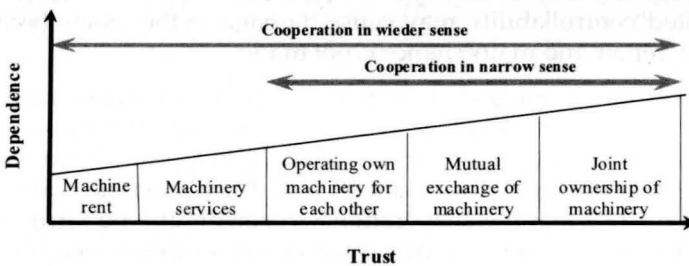 Cooperation in wieder sense
Cooperation in narrow sense
Dependence
Machine
rent
Machinery
services
Operating own
machinery for
each other
Mutual
exchange of
machinery
Joint
ownership of
machinery
Trust